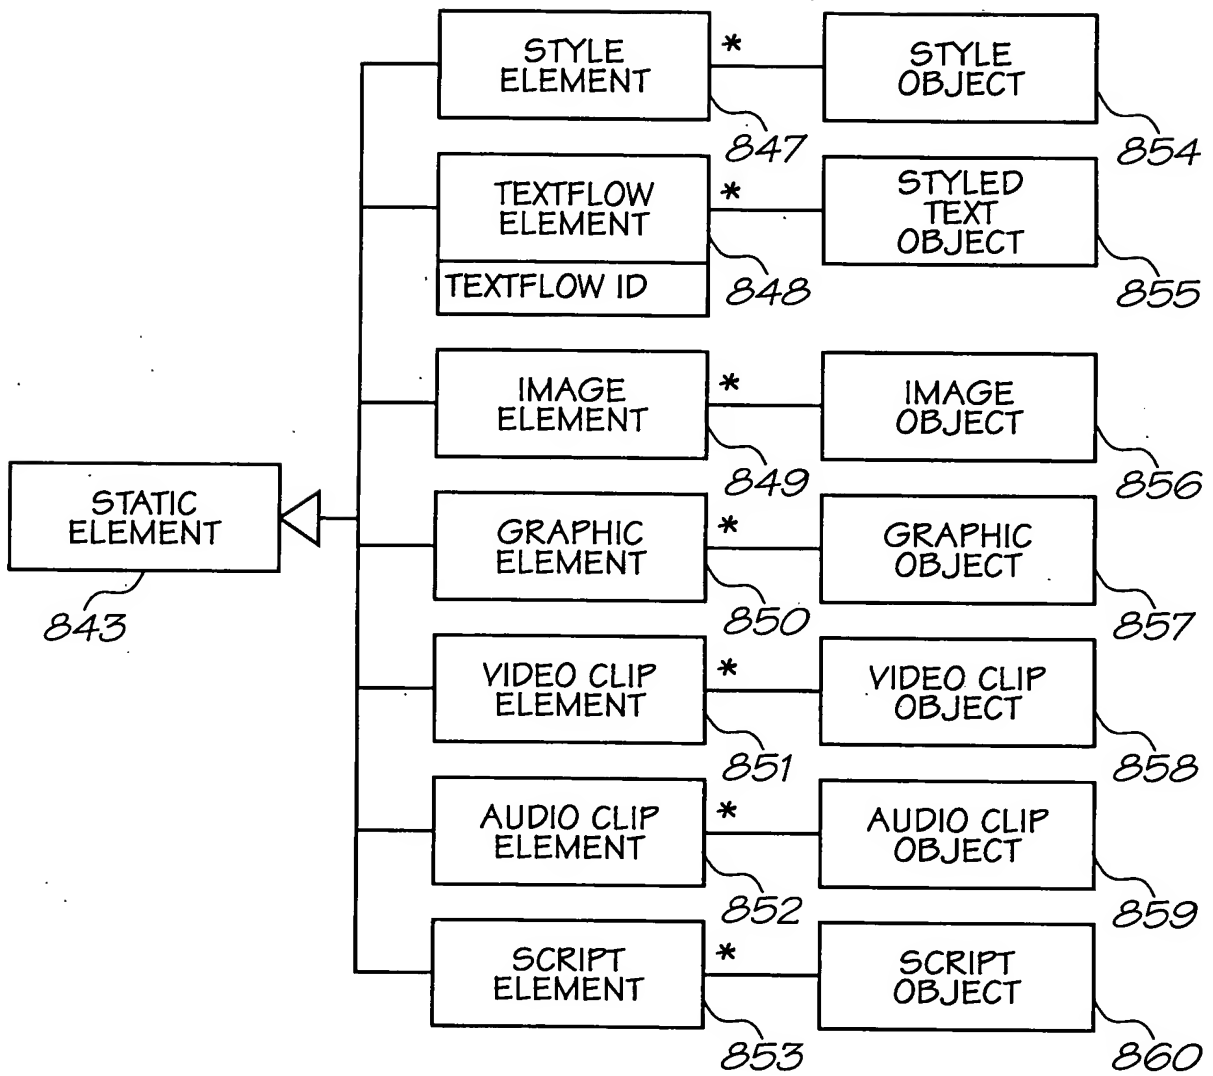 STYLE
ELEMENT
*
STYLE
OBJECT
847
854
TEXTFLOW
ELEMENT
*
STYLED
TEXT
OBJECT
TEXTFLOW ID
848
855
IMAGE
ELEMENT
*
IMAGE
OBJECT
849
856
STATIC
ELEMENT
843
GRAPHIC
ELEMENT
*
GRAPHIC
OBJECT
850
857
VIDEO CLIP
ELEMENT
*
VIDEO CLIP
OBJECT
851
858
AUDIO CLIP
ELEMENT
*
AUDIO CLIP
OBJECT
852
859
SCRIPT
ELEMENT
*
SCRIPT
OBJECT
853
860